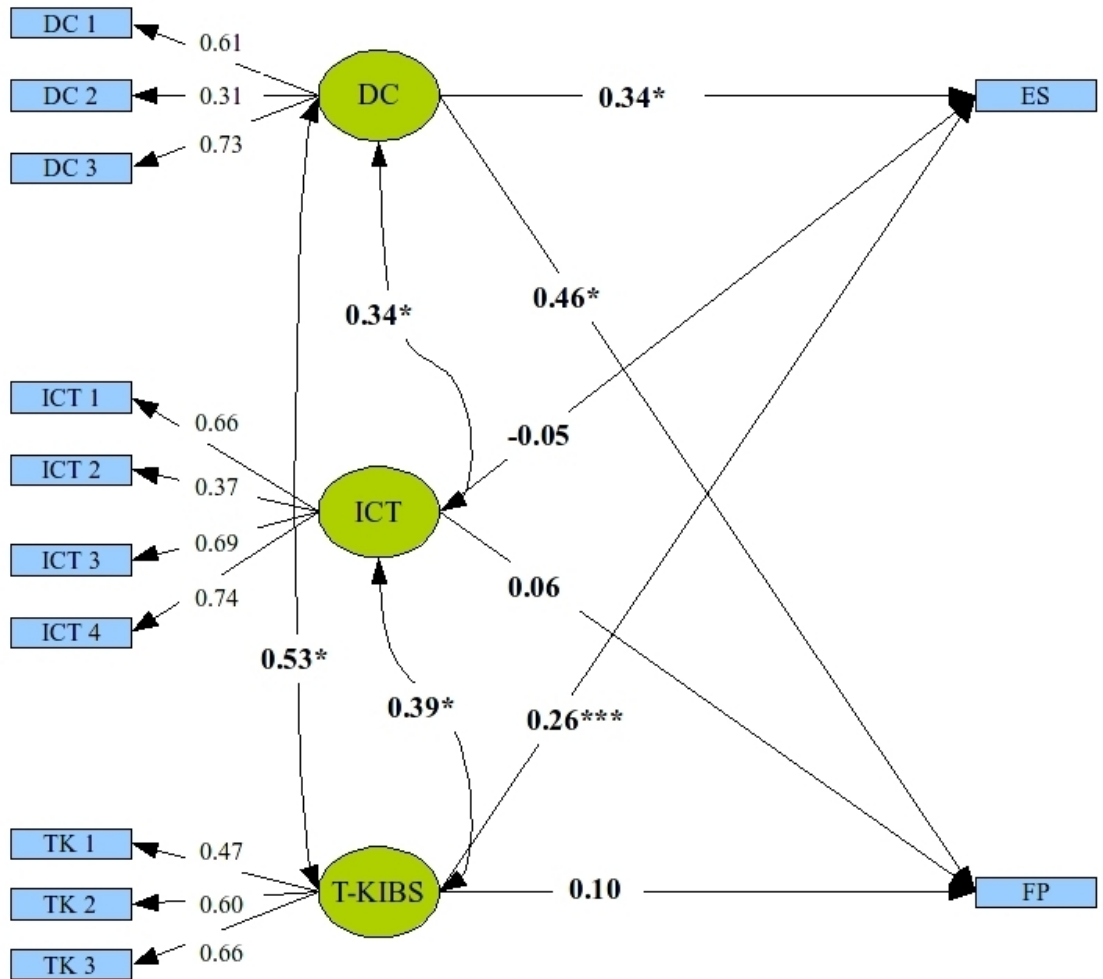 DC 1
0.61
DC 2
0.31
DC 3
0.73
DC
0.34*
ES
0.34*
0.46*
ICT 1
0.66
ICT 2
0.37
ICT 3
0.69
ICT 4
0.74
ICT
-0.05
0.06
0.53*
0.39*
0.26***
TK 1
0.47
TK 2
0.60
TK 3
0.66
T-KIBS
0.10
FP